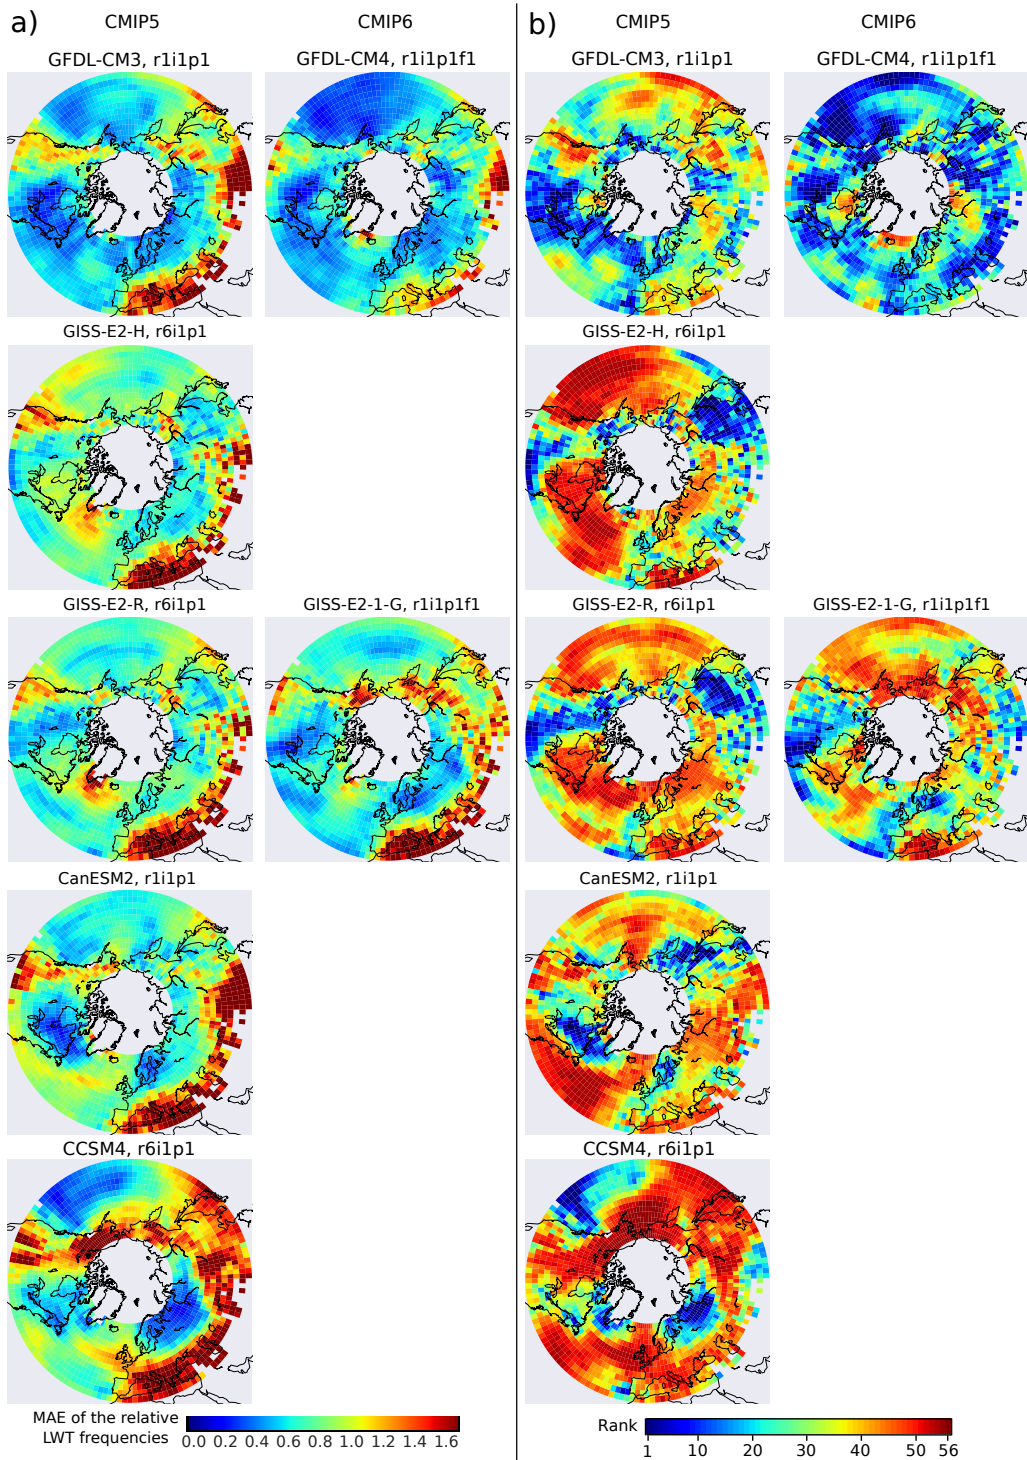 a)
CMIP5
CMIP6
GFDL-CM3, r1i1p1
GFDL-CM4, r1i1p1f1
GISS-E2-H, r6i1p1
GISS-E2-R, r6i1p1
GISS-E2-1-G, r1i1p1f1
CanESM2, r1i1p1
CCSM4, r6i1p1
MAE of the relative
LWT frequencies
0.0 0.2 0.4 0.6 0.8 1.0 1.2 1.4 1.6
b)
CMIP5
CMIP6
GFDL-CM3, r1i1p1
GFDL-CM4, r1i1p1f1
GISS-E2-H, r6i1p1
GISS-E2-R, r6i1p1
GISS-E2-1-G, r1i1p1f1
CanESM2, r1i1p1
CCSM4, r6i1p1
Rank
1 10 20 30 40 50 56